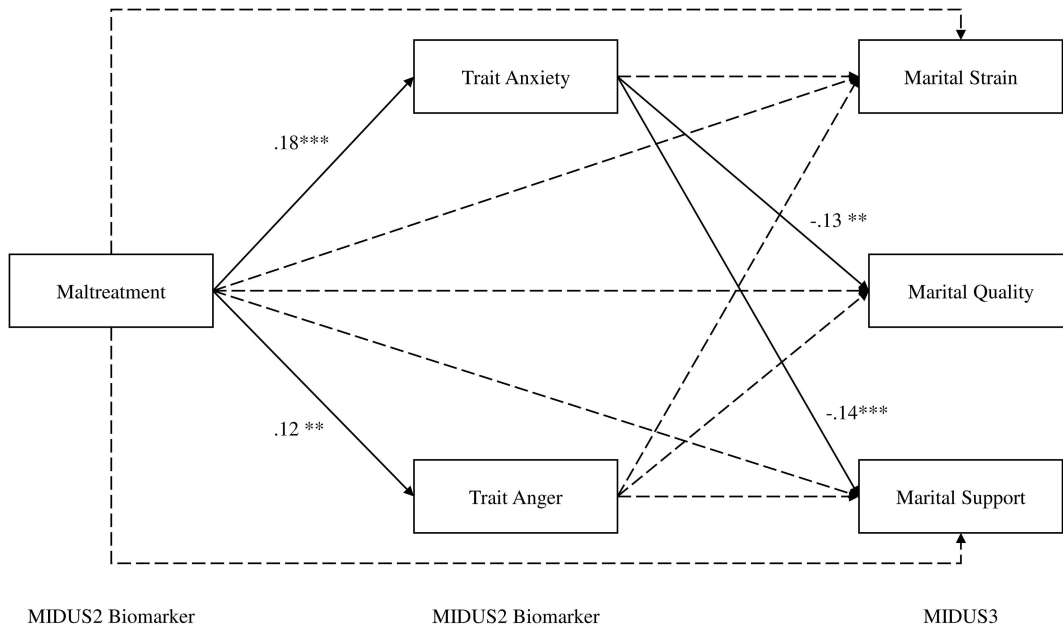 Trait Anxiety
Marital Strain
.18***
-.13 **
Maltreatment
Marital Quality
-.14***
.12 **
Trait Anger
Marital Support
MIDUS2 Biomarker
MIDUS2 Biomarker
MIDUS3